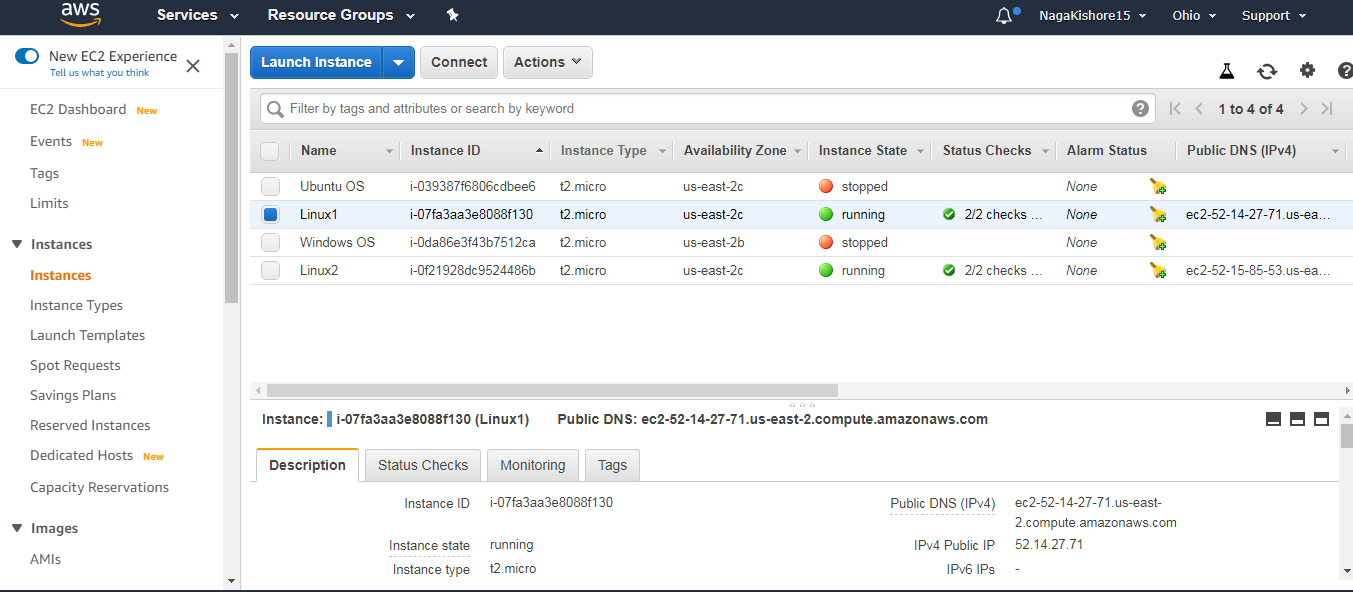 aws Services Resource Groups NagaKishore15 Ohio Support
New EC2 Experience
Tell us what you think
EC2 Dashboard New
Events New
Tags
Limits
Instances
Instances
Instance Types
Launch Templates
Spot Requests
Savings Plans
Reserved Instances
Dedicated Hosts New
Capacity Reservations
Images
AMIs
Launch Instance Connect Actions
Filter by tags and attributes or search by keyword ? 1 to 4 of 4 ?
Name Instance ID Instance Type Availability Zone Instance State Status Checks Alarm Status Public DNS (IPv4)
Ubuntu OS i-039387f6806cdbee6 t2.micro us-east-2c stopped None
Linux1 i-07fa3aa3e8088f130 t2.micro us-east-2c running 2/2 checks ... None ec2-52-14-27-71.us-ea...
Windows OS i-0da86e3f43b7512ca t2.micro us-east-2b stopped None
Linux2 i-0f21928dc9524486b t2.micro us-east-2c running 2/2 checks ... None ec2-52-15-85-53.us-ea...
Instance: i-07fa3aa3e8088f130 (Linux1) Public DNS: ec2-52-14-27-71.us-east-2.compute.amazonaws.com
Description Status Checks Monitoring Tags
Instance ID i-07fa3aa3e8088f130 Public DNS (IPv4) ec2-52-14-27-71.us-east-
2.compute.amazonaws.com
Instance state running IPv4 Public IP 52.14.27.71
Instance type t2.micro IPv6 IPs -